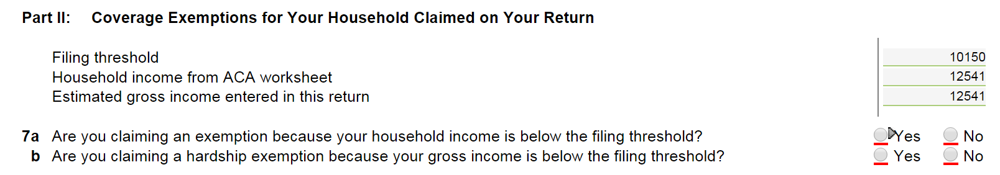 Part II: Coverage Exemptions for Your Household Claimed on Your Return
Filing threshold 10150
Household income from ACA worksheet 12541
Estimated gross income entered in this return 12541
7a Are you claiming an exemption because your household income is below the filing threshold? Yes No
b Are you claiming a hardship exemption because your gross income is below the filing threshold? Yes No